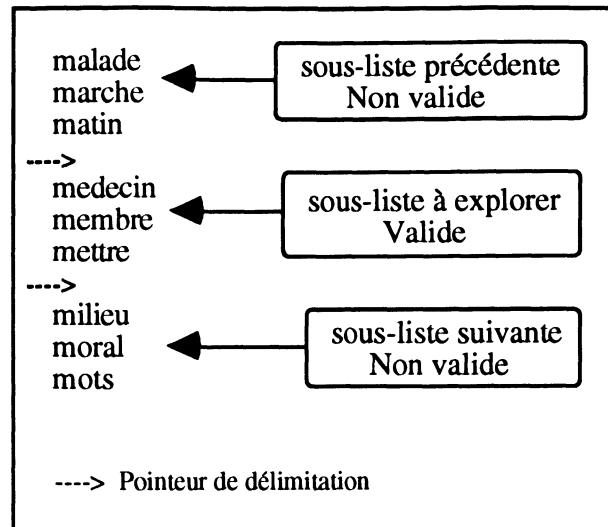 malade
marche
matin
sous-liste précédente
Non valide
---->
medecin
membre
mettre
sous-liste à explorer
Valide
---->
milieu
moral
mots
sous-liste suivante
Non valide
----> Pointeur de délimitation